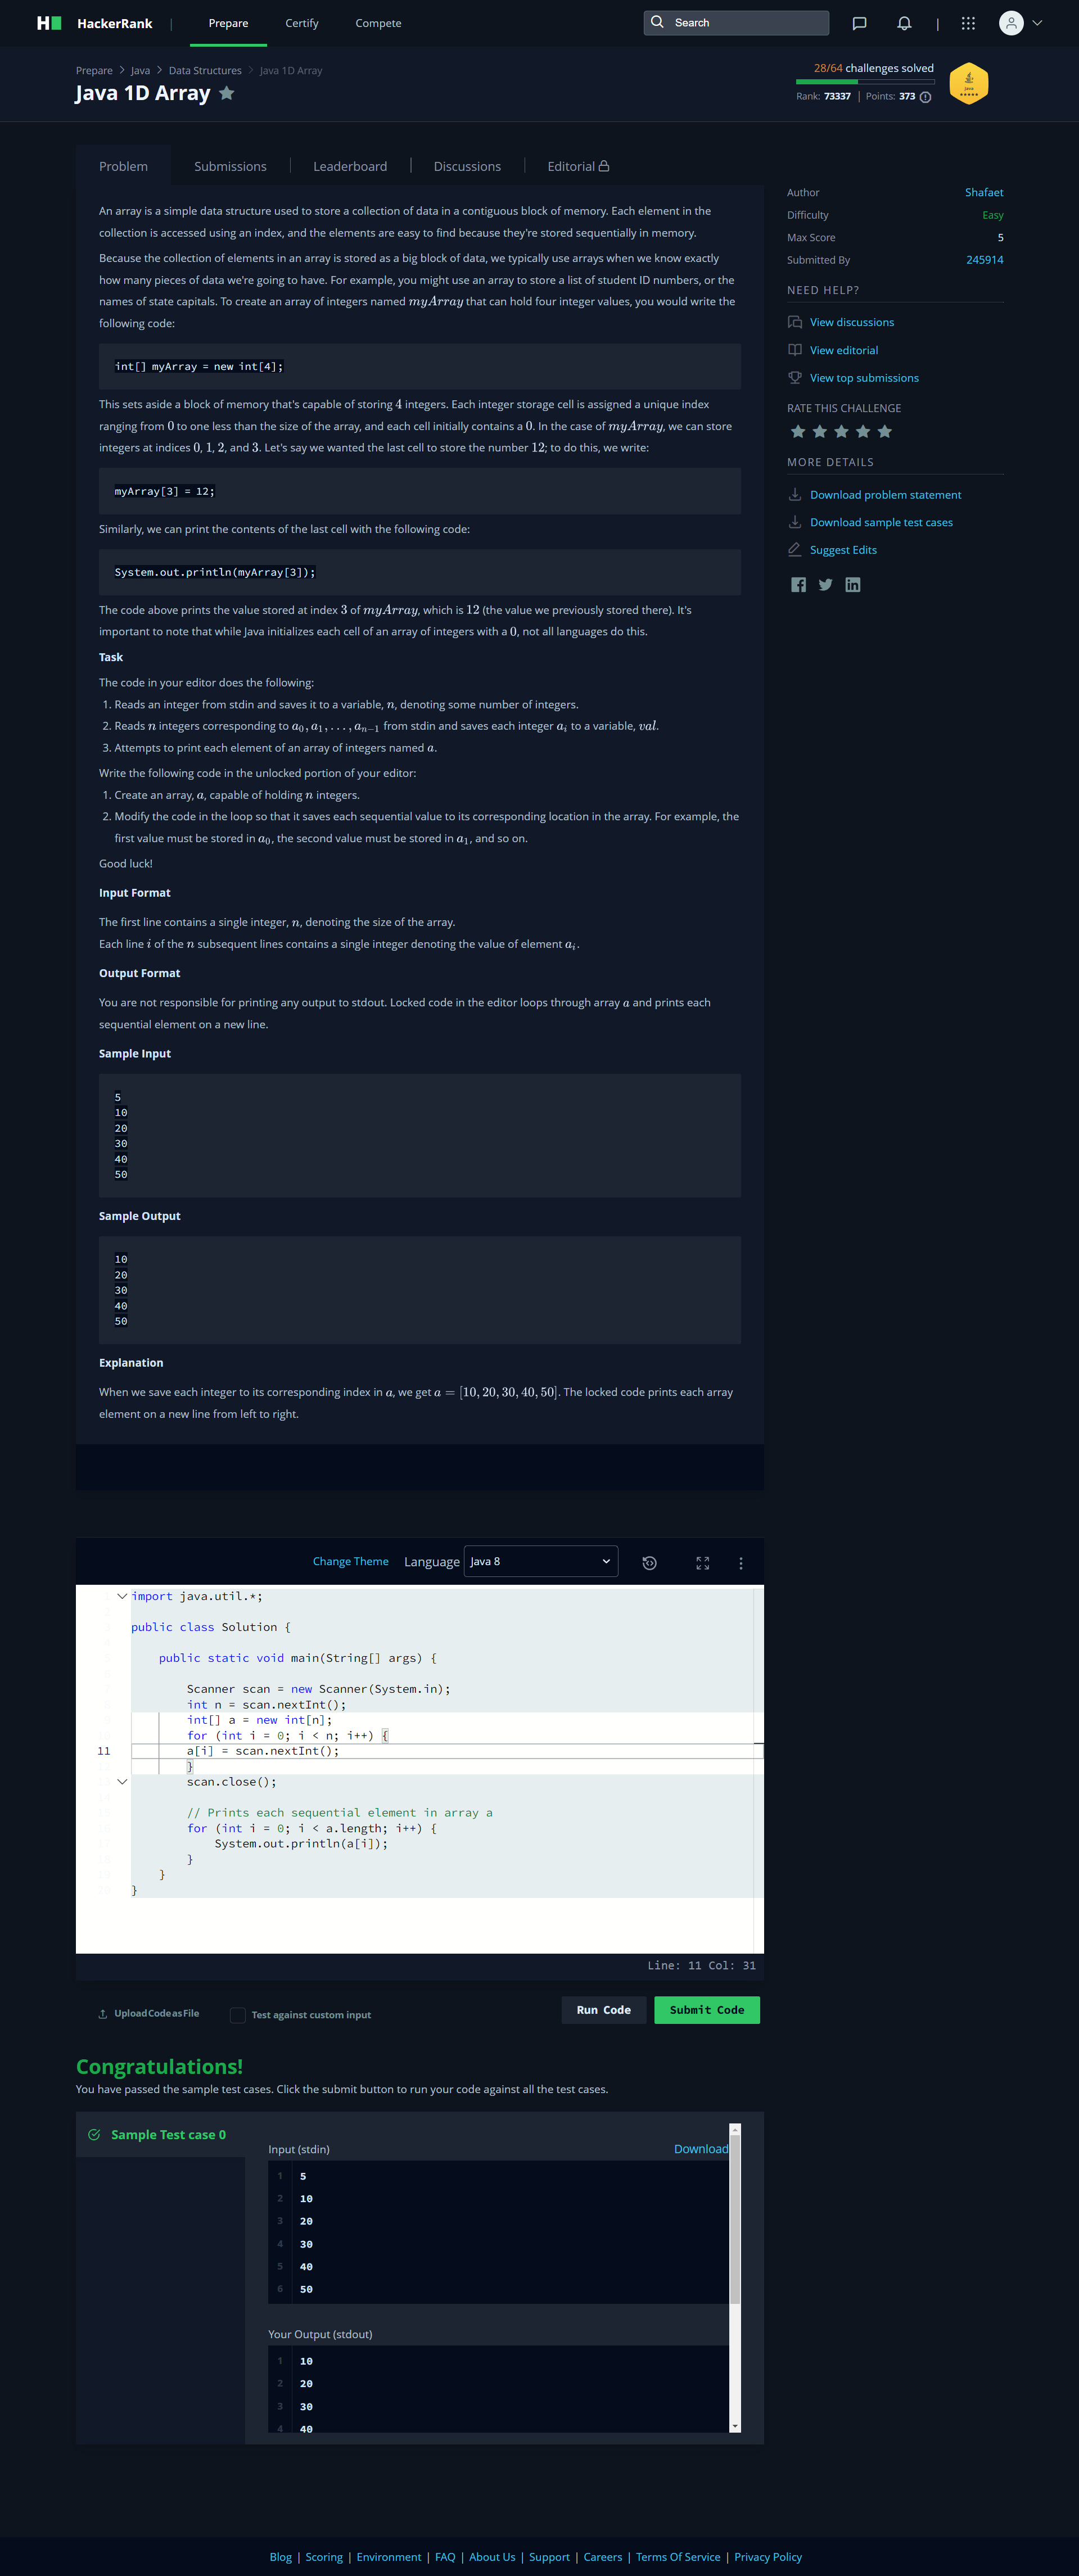 HackerRank | Prepare Certify Compete Search
Prepare > Java > Data Structures > Java 1D Array
Java 1D Array
28/64 challenges solved
Rank: 73337 | Points: 373
Java
Problem Submissions Leaderboard Discussions Editorial
An array is a simple data structure used to store a collection of data in a contiguous block of memory. Each element in the
collection is accessed using an index, and the elements are easy to find because they're stored sequentially in memory.
Because the collection of elements in an array is stored as a big block of data, we typically use arrays when we know exactly
how many pieces of data we're going to have. For example, you might use an array to store a list of student ID numbers, or the
names of state capitals. To create an array of integers named myArray that can hold four integer values, you would write the
following code:
int[] myArray = new int[4];
This sets aside a block of memory that's capable of storing 4 integers. Each integer storage cell is assigned a unique index
ranging from 0 to one less than the size of the array, and each cell initially contains a 0. In the case of myArray, we can store
integers at indices 0, 1, 2, and 3. Let's say we wanted the last cell to store the number 12; to do this, we write:
myArray[3] = 12;
Similarly, we can print the contents of the last cell with the following code:
System.out.println(myArray[3]);
The code above prints the value stored at index 3 of myArray, which is 12 (the value we previously stored there). It's
important to note that while Java initializes each cell of an array of integers with a 0, not all languages do this.
Task
The code in your editor does the following:
1. Reads an integer from stdin and saves it to a variable, n, denoting some number of integers.
2. Reads n integers corresponding to a₀, a₁, . . . , aₙ₋₁ from stdin and saves each integer aᵢ to a variable, val.
3. Attempts to print each element of an array of integers named a.
Write the following code in the unlocked portion of your editor:
1. Create an array, a, capable of holding n integers.
2. Modify the code in the loop so that it saves each sequential value to its corresponding location in the array. For example, the
first value must be stored in a₀, the second value must be stored in a₁, and so on.
Good luck!
Input Format
The first line contains a single integer, n, denoting the size of the array.
Each line i of the n subsequent lines contains a single integer denoting the value of element aᵢ.
Output Format
You are not responsible for printing any output to stdout. Locked code in the editor loops through array a and prints each
sequential element on a new line.
Sample Input
5
10
20
30
40
50
Sample Output
10
20
30
40
50
Explanation
When we save each integer to its corresponding index in a, we get a = [10, 20, 30, 40, 50]. The locked code prints each array
element on a new line from left to right.
Author Shafaet
Difficulty Easy
Max Score 5
Submitted By 245914
NEED HELP?
View discussions
View editorial
View top submissions
RATE THIS CHALLENGE
MORE DETAILS
Download problem statement
Download sample test cases
Suggest Edits
Change Theme Language Java 8
import java.util.*;
public class Solution {
public static void main(String[] args) {
Scanner scan = new Scanner(System.in);
int n = scan.nextInt();
int[] a = new int[n];
for (int i = 0; i < n; i++) {
11 a[i] = scan.nextInt();
}
scan.close();
// Prints each sequential element in array a
for (int i = 0; i < a.length; i++) {
System.out.println(a[i]);
}
}
}
Line: 11 Col: 31
Upload Code as File Test against custom input Run Code Submit Code
Congratulations!
You have passed the sample test cases. Click the submit button to run your code against all the test cases.
Sample Test case 0
Input (stdin) Download
1 5
2 10
3 20
4 30
5 40
6 50
Your Output (stdout)
1 10
2 20
3 30
4 40
Blog | Scoring | Environment | FAQ | About Us | Support | Careers | Terms Of Service | Privacy Policy